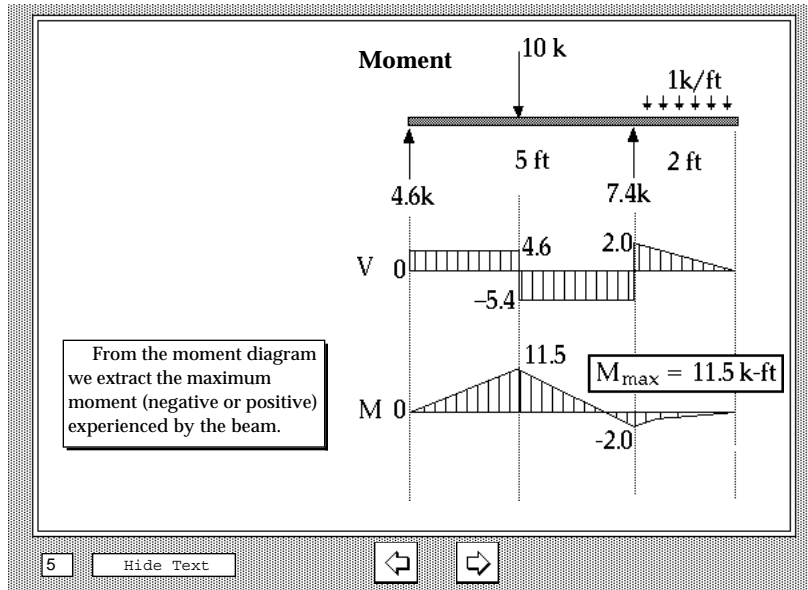 Moment
10 k
1k/ft
5 ft
2 ft
4.6k
7.4k
V 0
4.6
2.0
–5.4
From the moment diagram
we extract the maximum
moment (negative or positive)
experienced by the beam.
M 0
11.5
Mmax = 11.5 k-ft
-2.0
5
Hide Text